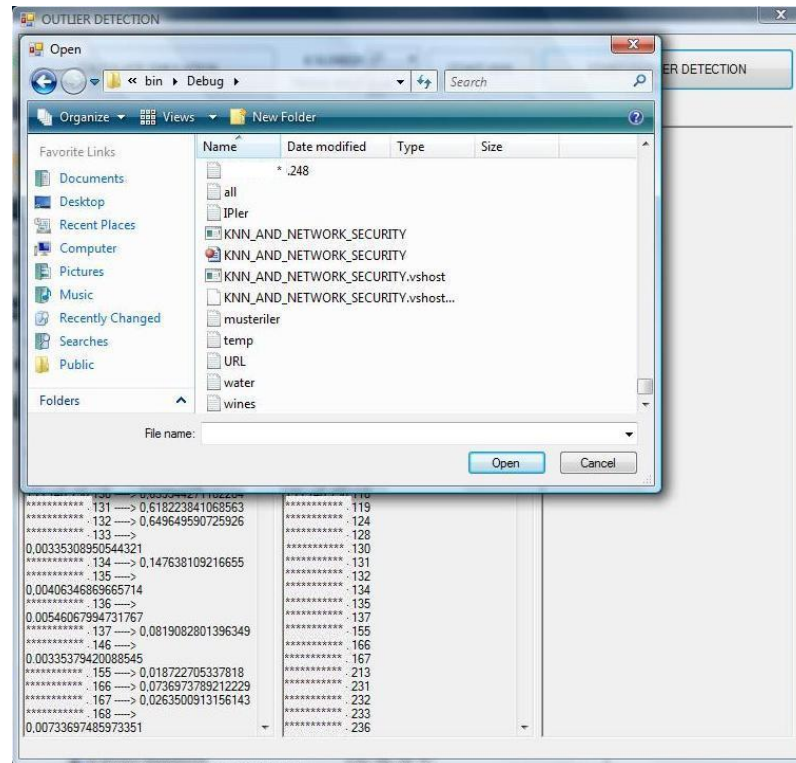 OUTLIER DETECTION
Open
« bin ▸ Debug ▸
Search
ER DETECTION
Organize Views New Folder
Favorite Links
Documents
Desktop
Recent Places
Computer
Pictures
Music
Recently Changed
Searches
Public
Folders
Name Date modified Type Size
* .248
all
IPler
KNN_AND_NETWORK_SECURITY
KNN_AND_NETWORK_SECURITY
KNN_AND_NETWORK_SECURITY.vshost
KNN_AND_NETWORK_SECURITY.vshost...
musteriler
temp
URL
water
wines
File name:
Open Cancel
*********** . 131 ----> 0,618223841068563
*********** . 132 ----> 0,649649590725926
*********** . 133 ---->
0,00335308950544321
*********** . 134 ----> 0,147638109216655
*********** . 135 ---->
0,00406346869665714
*********** . 136 ---->
0,00546067994731767
*********** . 137 ----> 0,0819082801396349
*********** . 146 ---->
0,00335379420088545
*********** . 155 ----> 0,018722705337818
*********** . 166 ----> 0,0736973789212229
*********** . 167 ----> 0,0263500913156143
*********** . 168 ---->
0,00733697485973351
*********** . 119
*********** . 124
*********** . 128
*********** . 130
*********** . 131
*********** . 132
*********** . 134
*********** . 135
*********** . 137
*********** . 155
*********** . 166
*********** . 167
*********** . 213
*********** . 231
*********** . 232
*********** . 233
*********** . 236